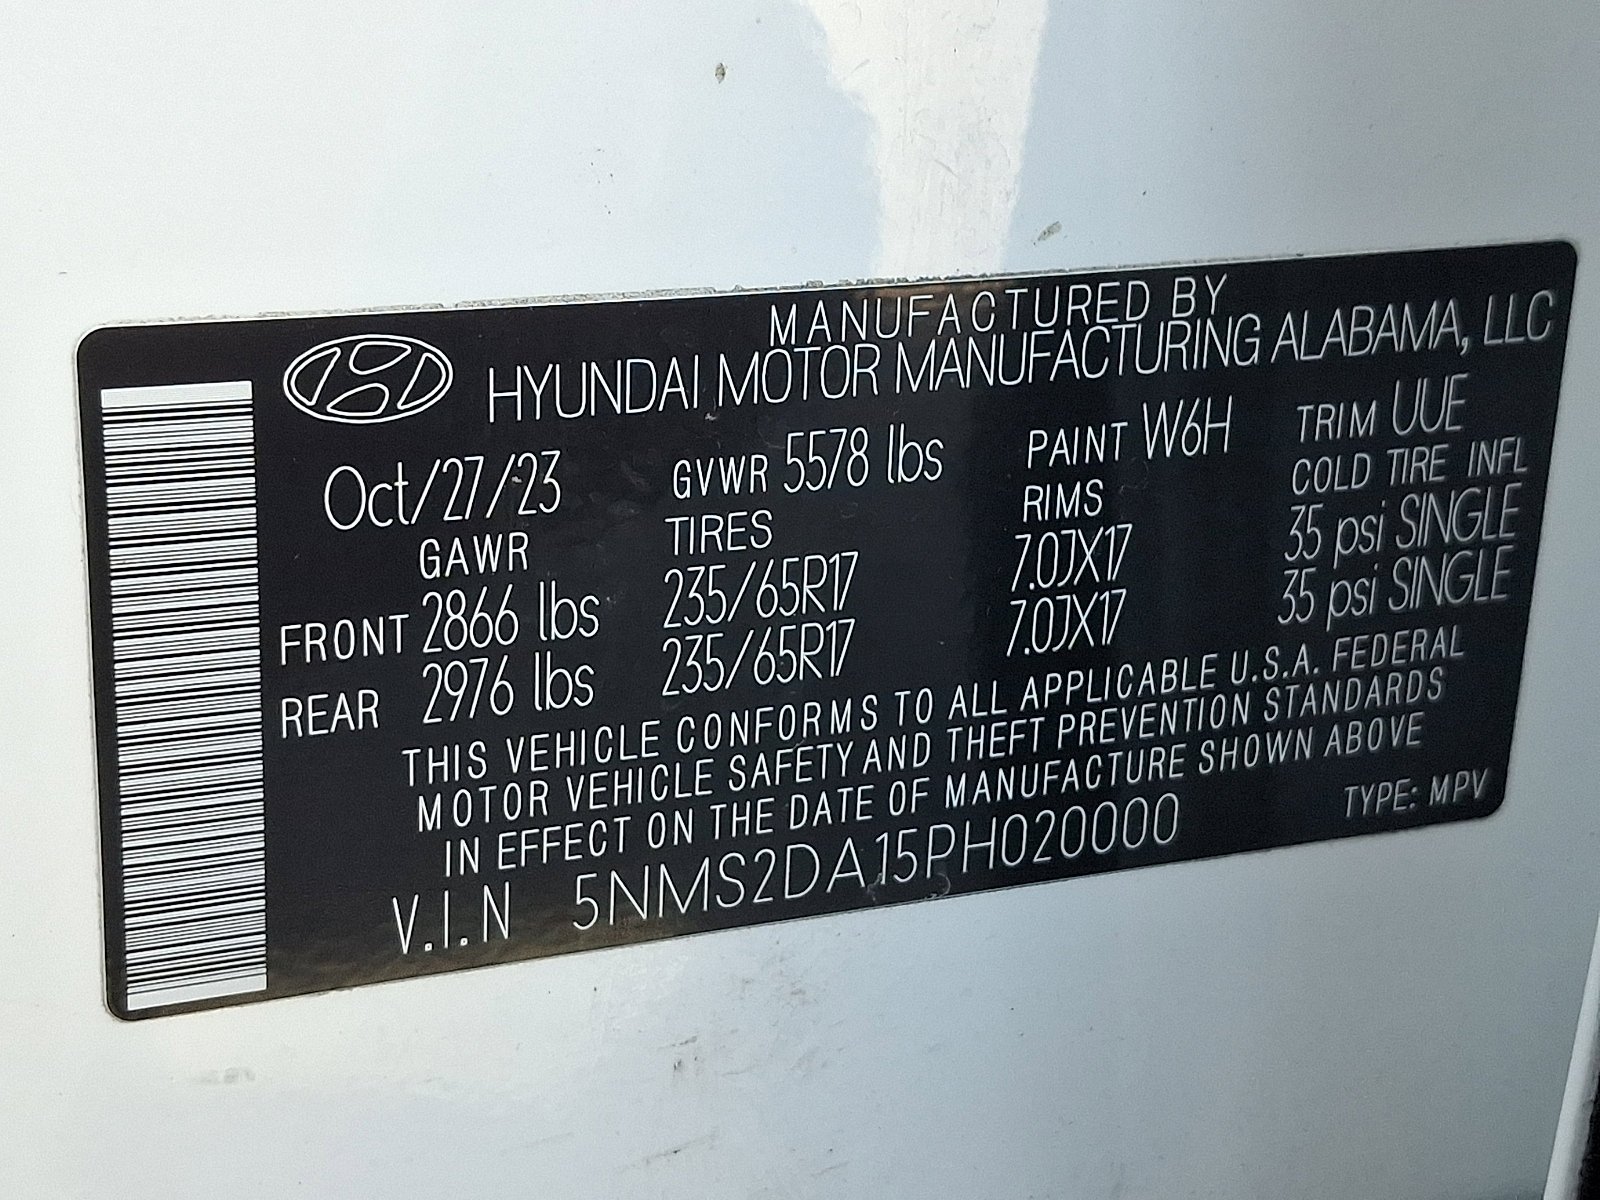 MANUFACTURED BY
HYUNDAI MOTOR MANUFACTURING ALABAMA, LLC
Oct/27/23 GVWR 5578 lbs PAINT W6H TRIM UUE
GAWR TIRES RIMS COLD TIRE INFL
FRONT 2866 lbs 235/65R17 7.0JX17 35 psi SINGLE
REAR 2976 lbs 235/65R17 7.0JX17 35 psi SINGLE
THIS VEHICLE CONFORMS TO ALL APPLICABLE U.S.A. FEDERAL
MOTOR VEHICLE SAFETY AND THEFT PREVENTION STANDARDS
IN EFFECT ON THE DATE OF MANUFACTURE SHOWN ABOVE
V.I.N 5NMS2DA15PH020000 TYPE: MPV